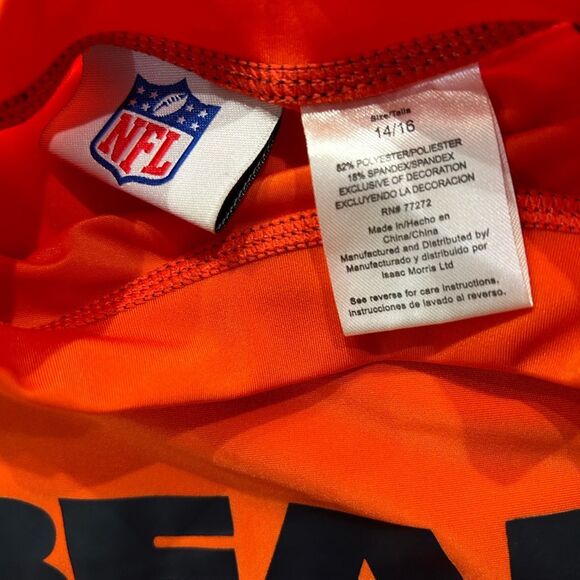 NFL
Size/Talla
14/16
82% POLYESTER/POLIESTER
18% SPANDEX/SPANDEX
EXCLUSIVE OF DECORATION
EXCLUYENDO LA DECORACION
RN# 77272
Made in/Hecho en
China/China
Manufactured and Distributed by/
Manufacturado y Distribuido por
Isaac Morris Ltd
See reverse for care instructions.
Instrucciones de lavado al reverso.
BEAR